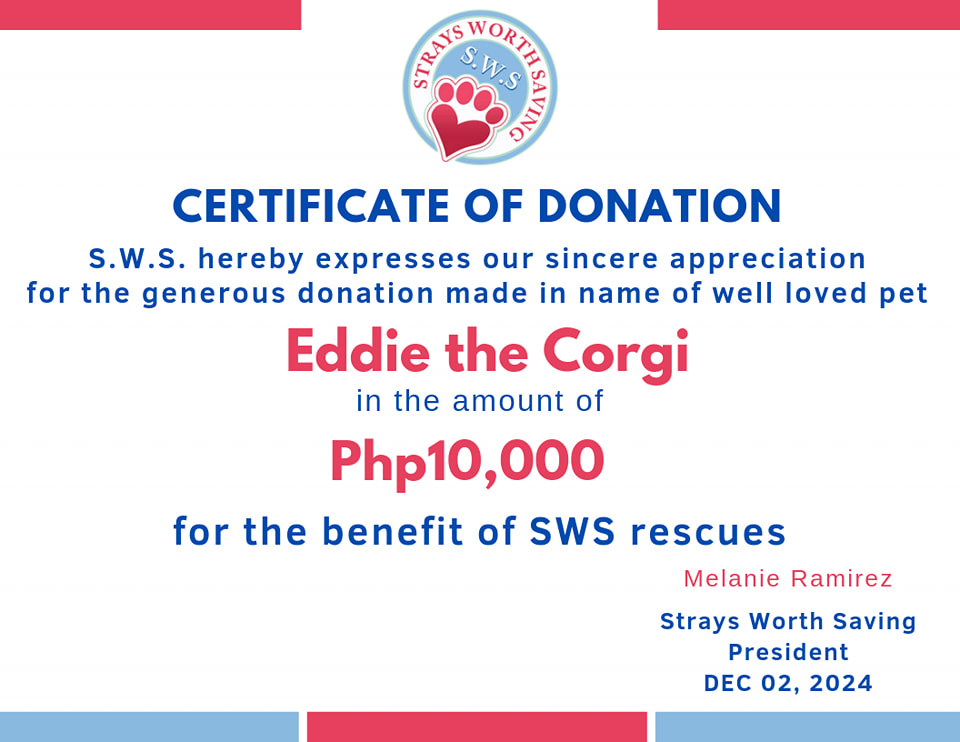 STRAYS WORTH SAVING
S.W.S
CERTIFICATE OF DONATION
S.W.S. hereby expresses our sincere appreciation
for the generous donation made in name of well loved pet
Eddie the Corgi
in the amount of
Php10,000
for the benefit of SWS rescues
Melanie Ramirez
Strays Worth Saving
President
DEC 02, 2024